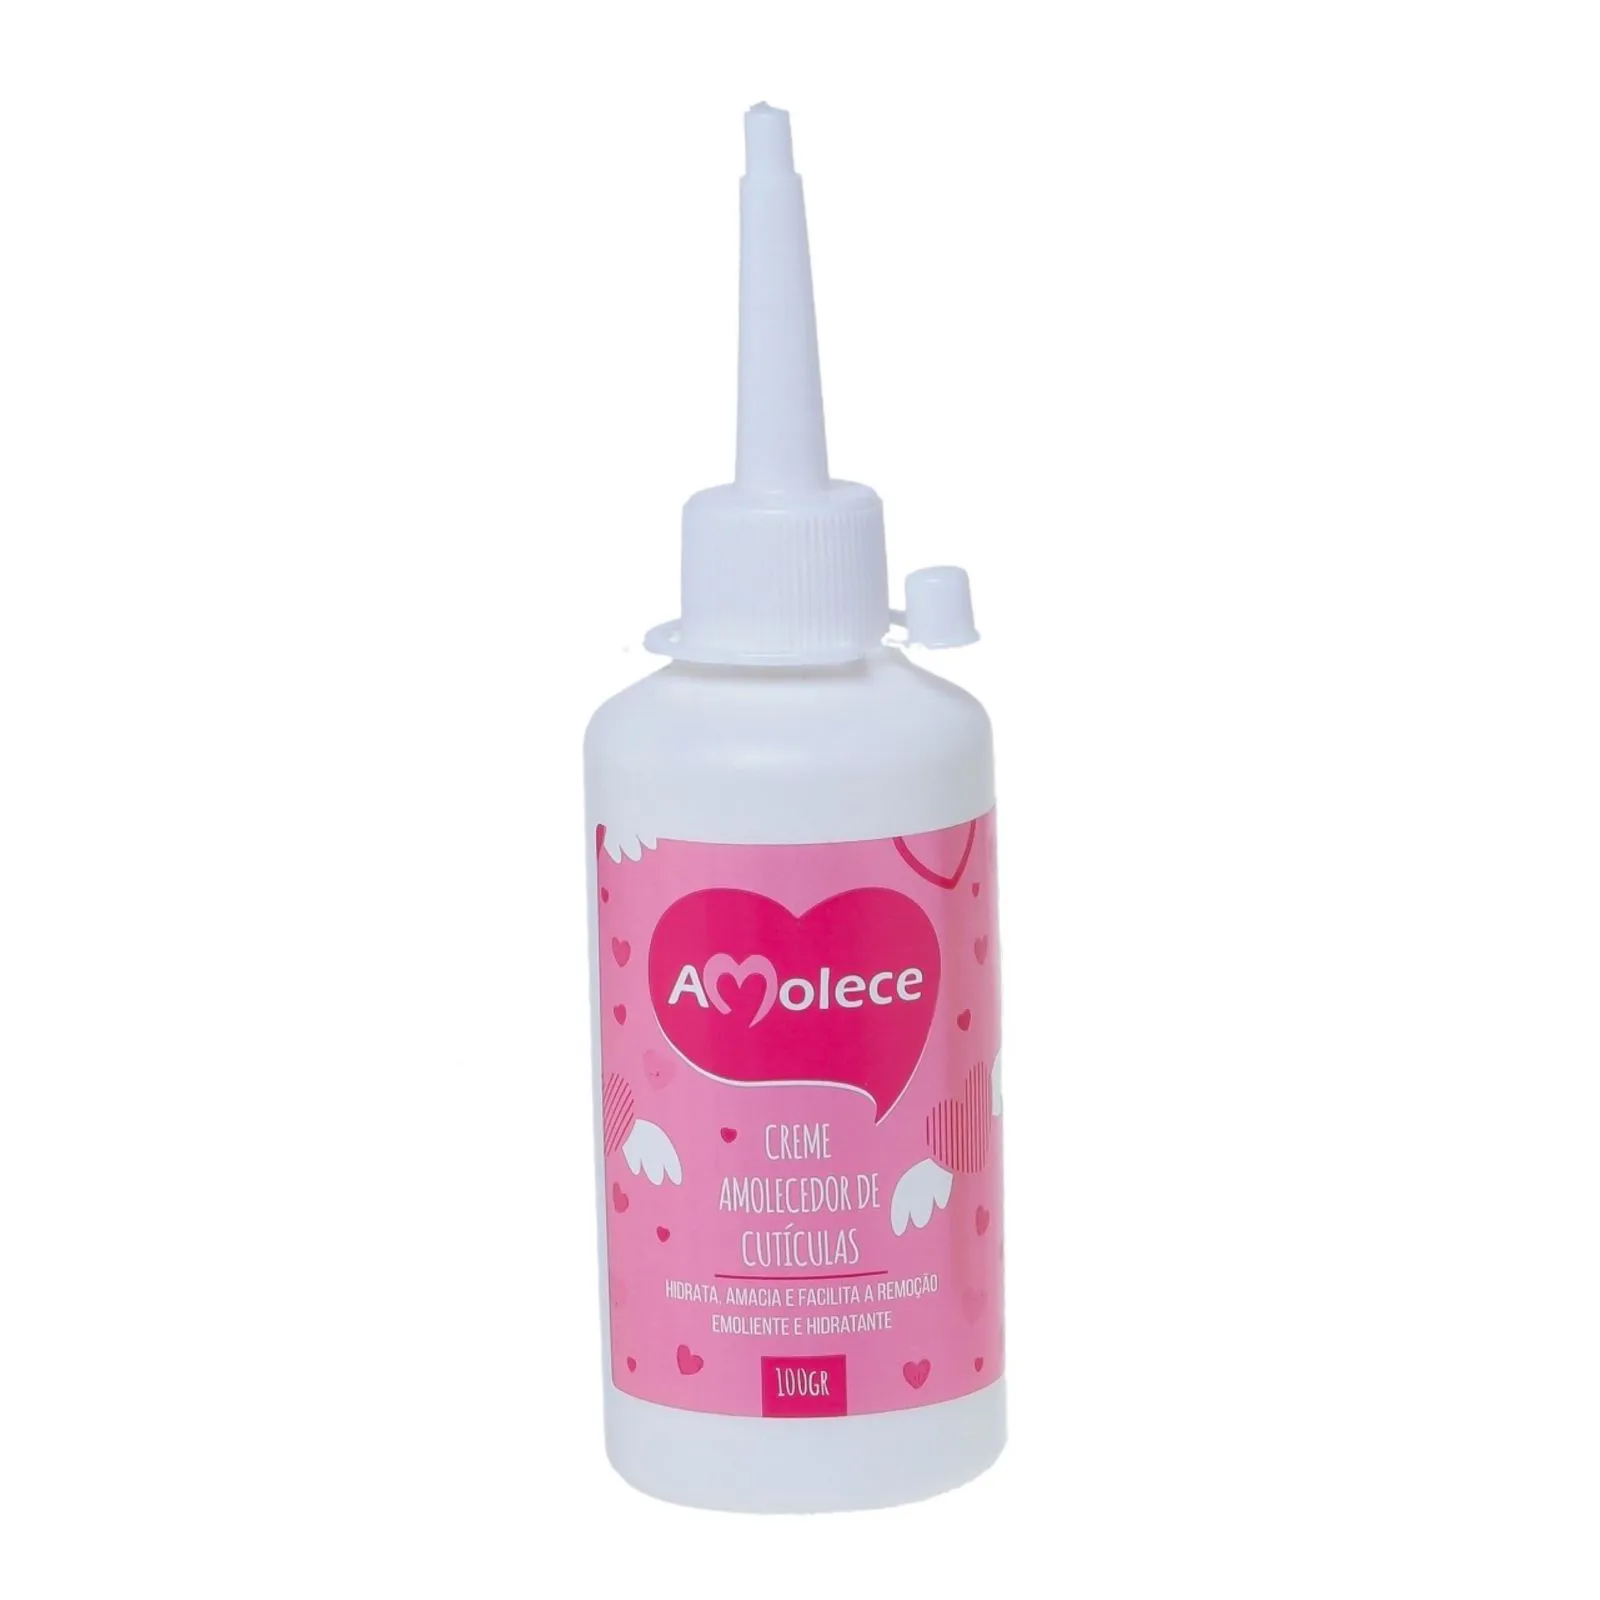 Amolece
CREME
AMOLECEDOR DE
CUTÍCULAS
HIDRATA, AMACIA E FACILITA A REMOÇÃO
EMOLIENTE E HIDRATANTE
100GR